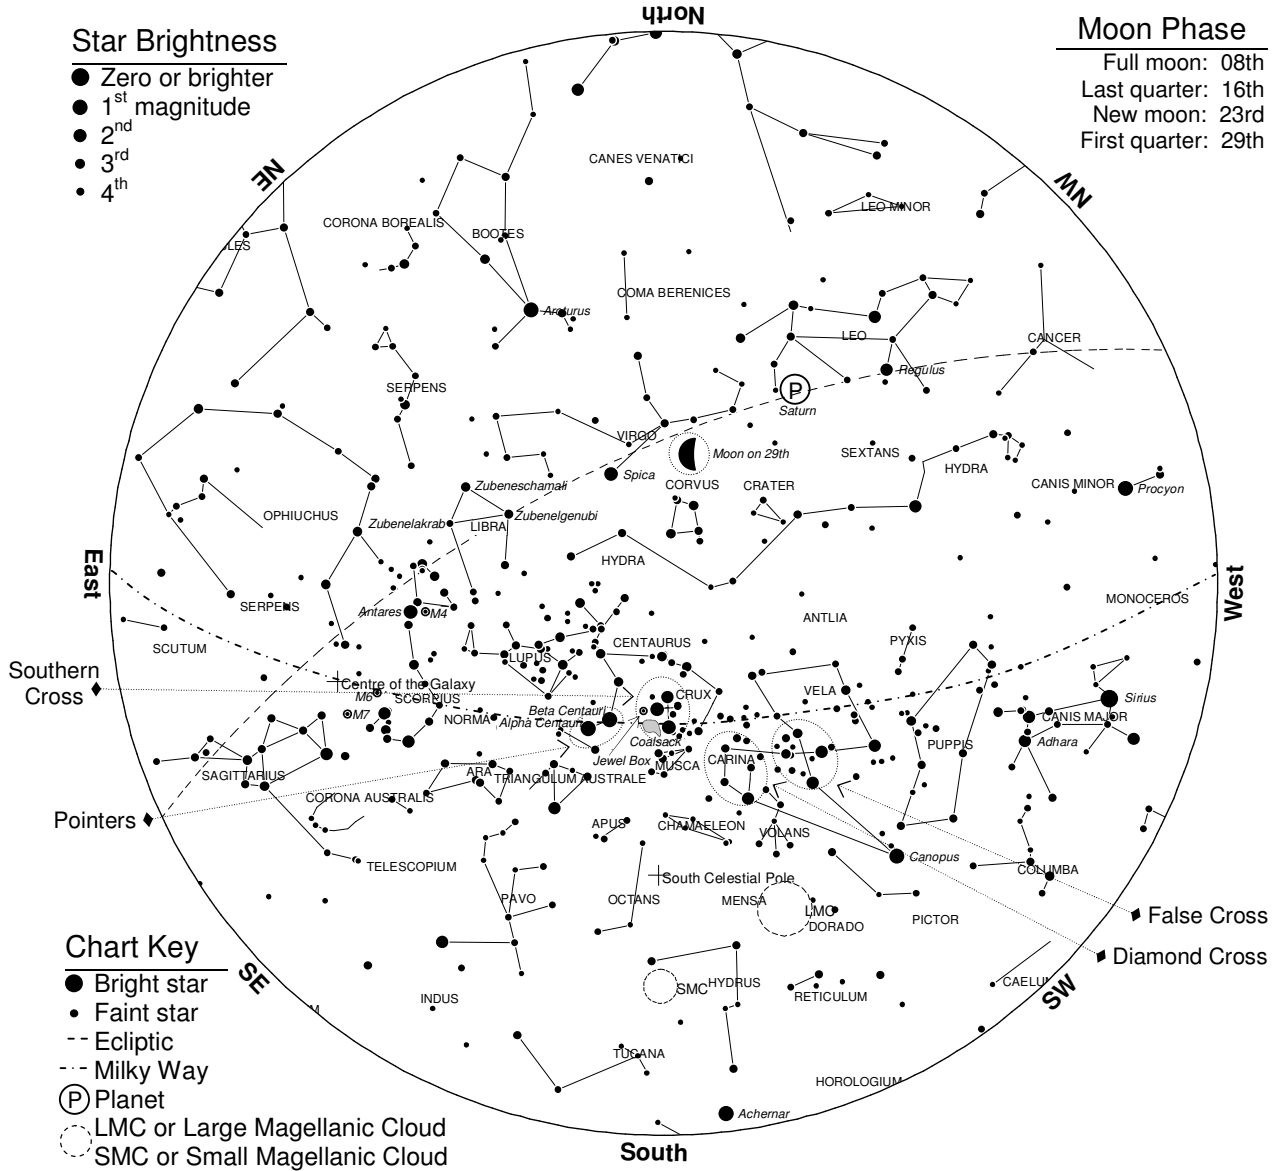 North
Star Brightness
Zero or brighter
1st magnitude
2nd
3rd
4th
Moon Phase
Full moon: 08th
Last quarter: 16th
New moon: 23rd
First quarter: 29th
NE
NW
CANES VENATICI
LEO MINOR
CORONA BOREALIS
BOOTES
LES
COMA BERENICES
Arcturus
LEO
CANCER
Regulus
SERPENS
Saturn
VIRGO
Moon on 29th
SEXTANS
HYDRA
Spica
CORVUS
CRATER
CANIS MINOR
Procyon
Zubeneschamali
OPHIUCHUS
Zubenelakrab
LIBRA
Zubenelgenubi
HYDRA
East
West
SERPENS
Antares
M4
ANTLIA
MONOCEROS
SCUTUM
LUPUS
CENTAURUS
PYXIS
Southern
Cross
Centre of the Galaxy
M6
SCORPIUS
CRUX
VELA
Sirius
M7
NORMA
Beta Centauri
Alpha Centauri
CANIS MAJOR
Coalsack
Adhara
PUPPIS
Jewel Box
MUSCA
CARINA
SAGITTARIUS
ARA
TRIANGULUM AUSTRALE
CORONA AUSTRALIS
Pointers
APUS
CHAMAELEON
VOLANS
Canopus
TELESCOPIUM
South Celestial Pole
COLUMBA
PAVO
OCTANS
MENSA
LMC
DORADO
PICTOR
False Cross
Diamond Cross
Chart Key
Bright star
Faint star
Ecliptic
Milky Way
P Planet
LMC or Large Magellanic Cloud
SMC or Small Magellanic Cloud
SE
SW
P
M
INDUS
SMC
HYDRUS
RETICULUM
CAELUM
TUCANA
HOROLOGIUM
Achernar
South